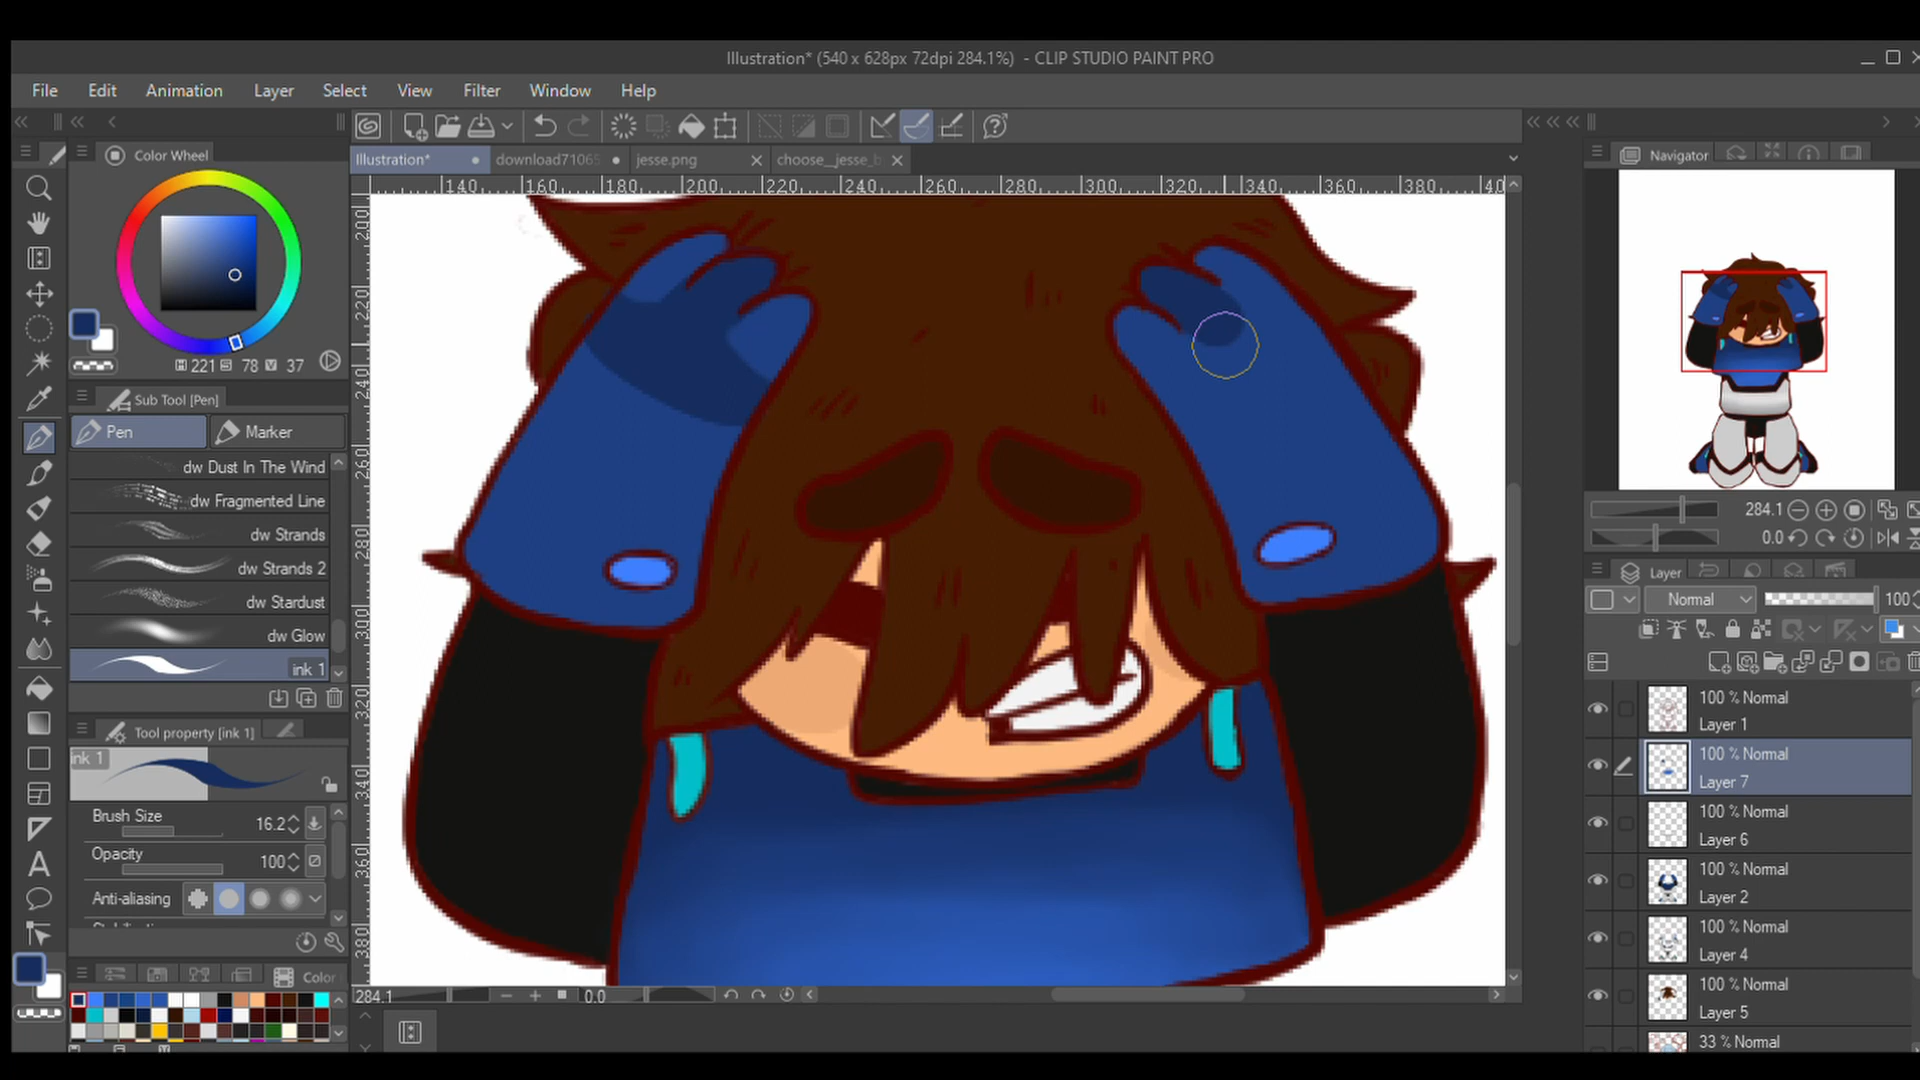 Illustration* (540 x 628px 72dpi 284.1%) - CLIP STUDIO PAINT PRO
File Edit Animation Layer Select View Filter Window Help
Color Wheel
Illustration* download7106 jesse.png choose__jesse_b
Navigator
140 160 180 200 220 240 260 280 300 320 340 360 380 40
200
220
240
260
280
300
320
340
360
380
H 221 S 78 V 37
Sub Tool [Pen]
Pen Marker
dw Dust In The Wind
dw Fragmented Line
dw Strands
dw Strands 2
dw Stardust
dw Glow
ink 1
Tool property [ink 1]
ink 1
Brush Size 16.2
Opacity 100
Anti-aliasing
Color
284.1 0.0
284.1
0.0
Layer
Normal 100
100 % Normal
Layer 1
100 % Normal
Layer 7
100 % Normal
Layer 6
100 % Normal
Layer 2
100 % Normal
Layer 4
100 % Normal
Layer 5
33 % Normal